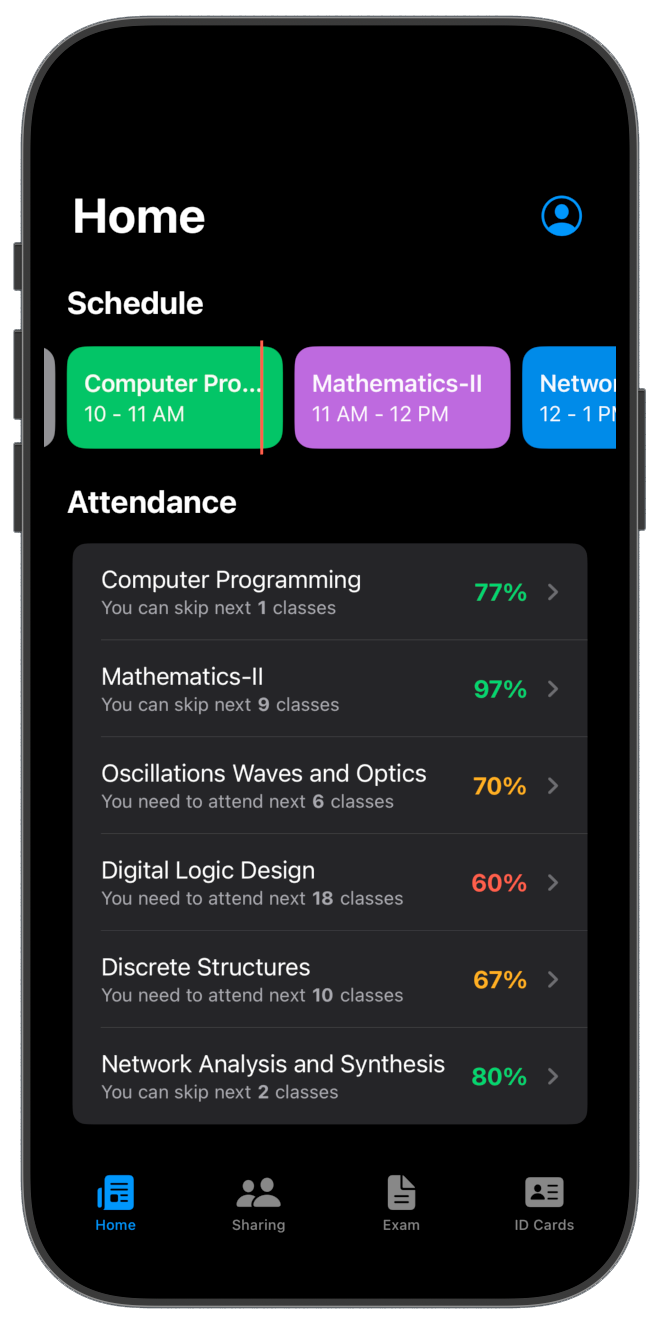 Home
Schedule
Computer Pro...
10 - 11 AM
Mathematics-II
11 AM - 12 PM
12 - 1
Attendance
Computer Programming
77%
You can skip next 1 classes
Mathematics-II
97%
You can skip next 9 classes
Oscillations Waves and Optics
70%
You need to attend next 6 classes
Digital Logic Design
60%
You need to attend next 18 classes
Discrete Structures
67%
You need to attend next 10 classes
Network Analysis and Synthesis
80%
You can skip next 2 classes
Home
Sharing
Exam
ID Cards